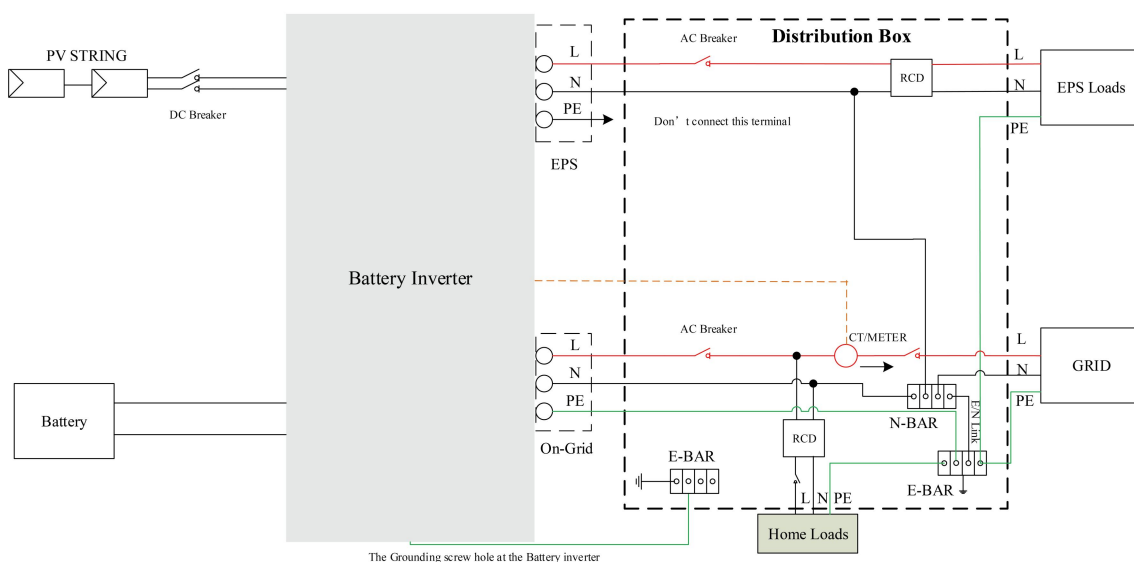 PV STRING
DC Breaker
Battery Inverter
Battery
L
N
PE
EPS
AC Breaker
Distribution Box
RCD
Don’t connect this terminal
L
N
PE
EPS Loads
L
N
PE
On-Grid
AC Breaker
CT/METER
L
N
PE
GRID
N-BAR
E/N Link
RCD
E-BAR
E-BAR
L N PE
Home Loads
The Grounding screw hole at the Battery inverter